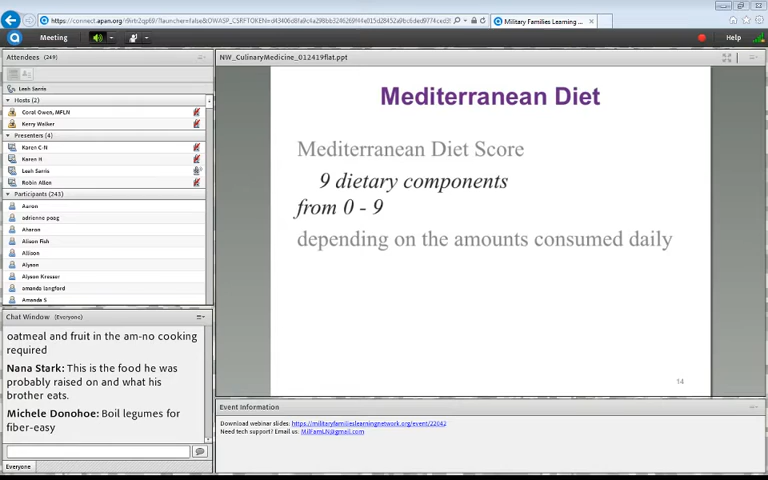 Military Families Learning ...
Meeting
Help
Attendees (249)
Leah Sarris
Hosts (2)
Coral Owen, MFLN
Kerry Walker
Presenters (4)
Karen C-N
Karen H
Leah Sarris
Robin Allen
Participants (243)
Aaron
adrienne poag
Aharon
Alison Fish
Allison
Alyson
Alyson Kresser
amanda langford
Amanda S
Chat Window (Everyone)
oatmeal and fruit in the am-no cooking
required
Nana Stark: This is the food he was
probably raised on and what his
brother eats.
Michele Donohoe: Boil legumes for
fiber-easy
Everyone
NW_CulinaryMedicine_012419flat.ppt
Mediterranean Diet
Mediterranean Diet Score
9 dietary components
from 0 - 9
depending on the amounts consumed daily
14
Event Information
Download webinar slides: https://militaryfamilieslearningnetwork.org/event/22042
Need tech support? Email us: MilFamLN@gmail.com